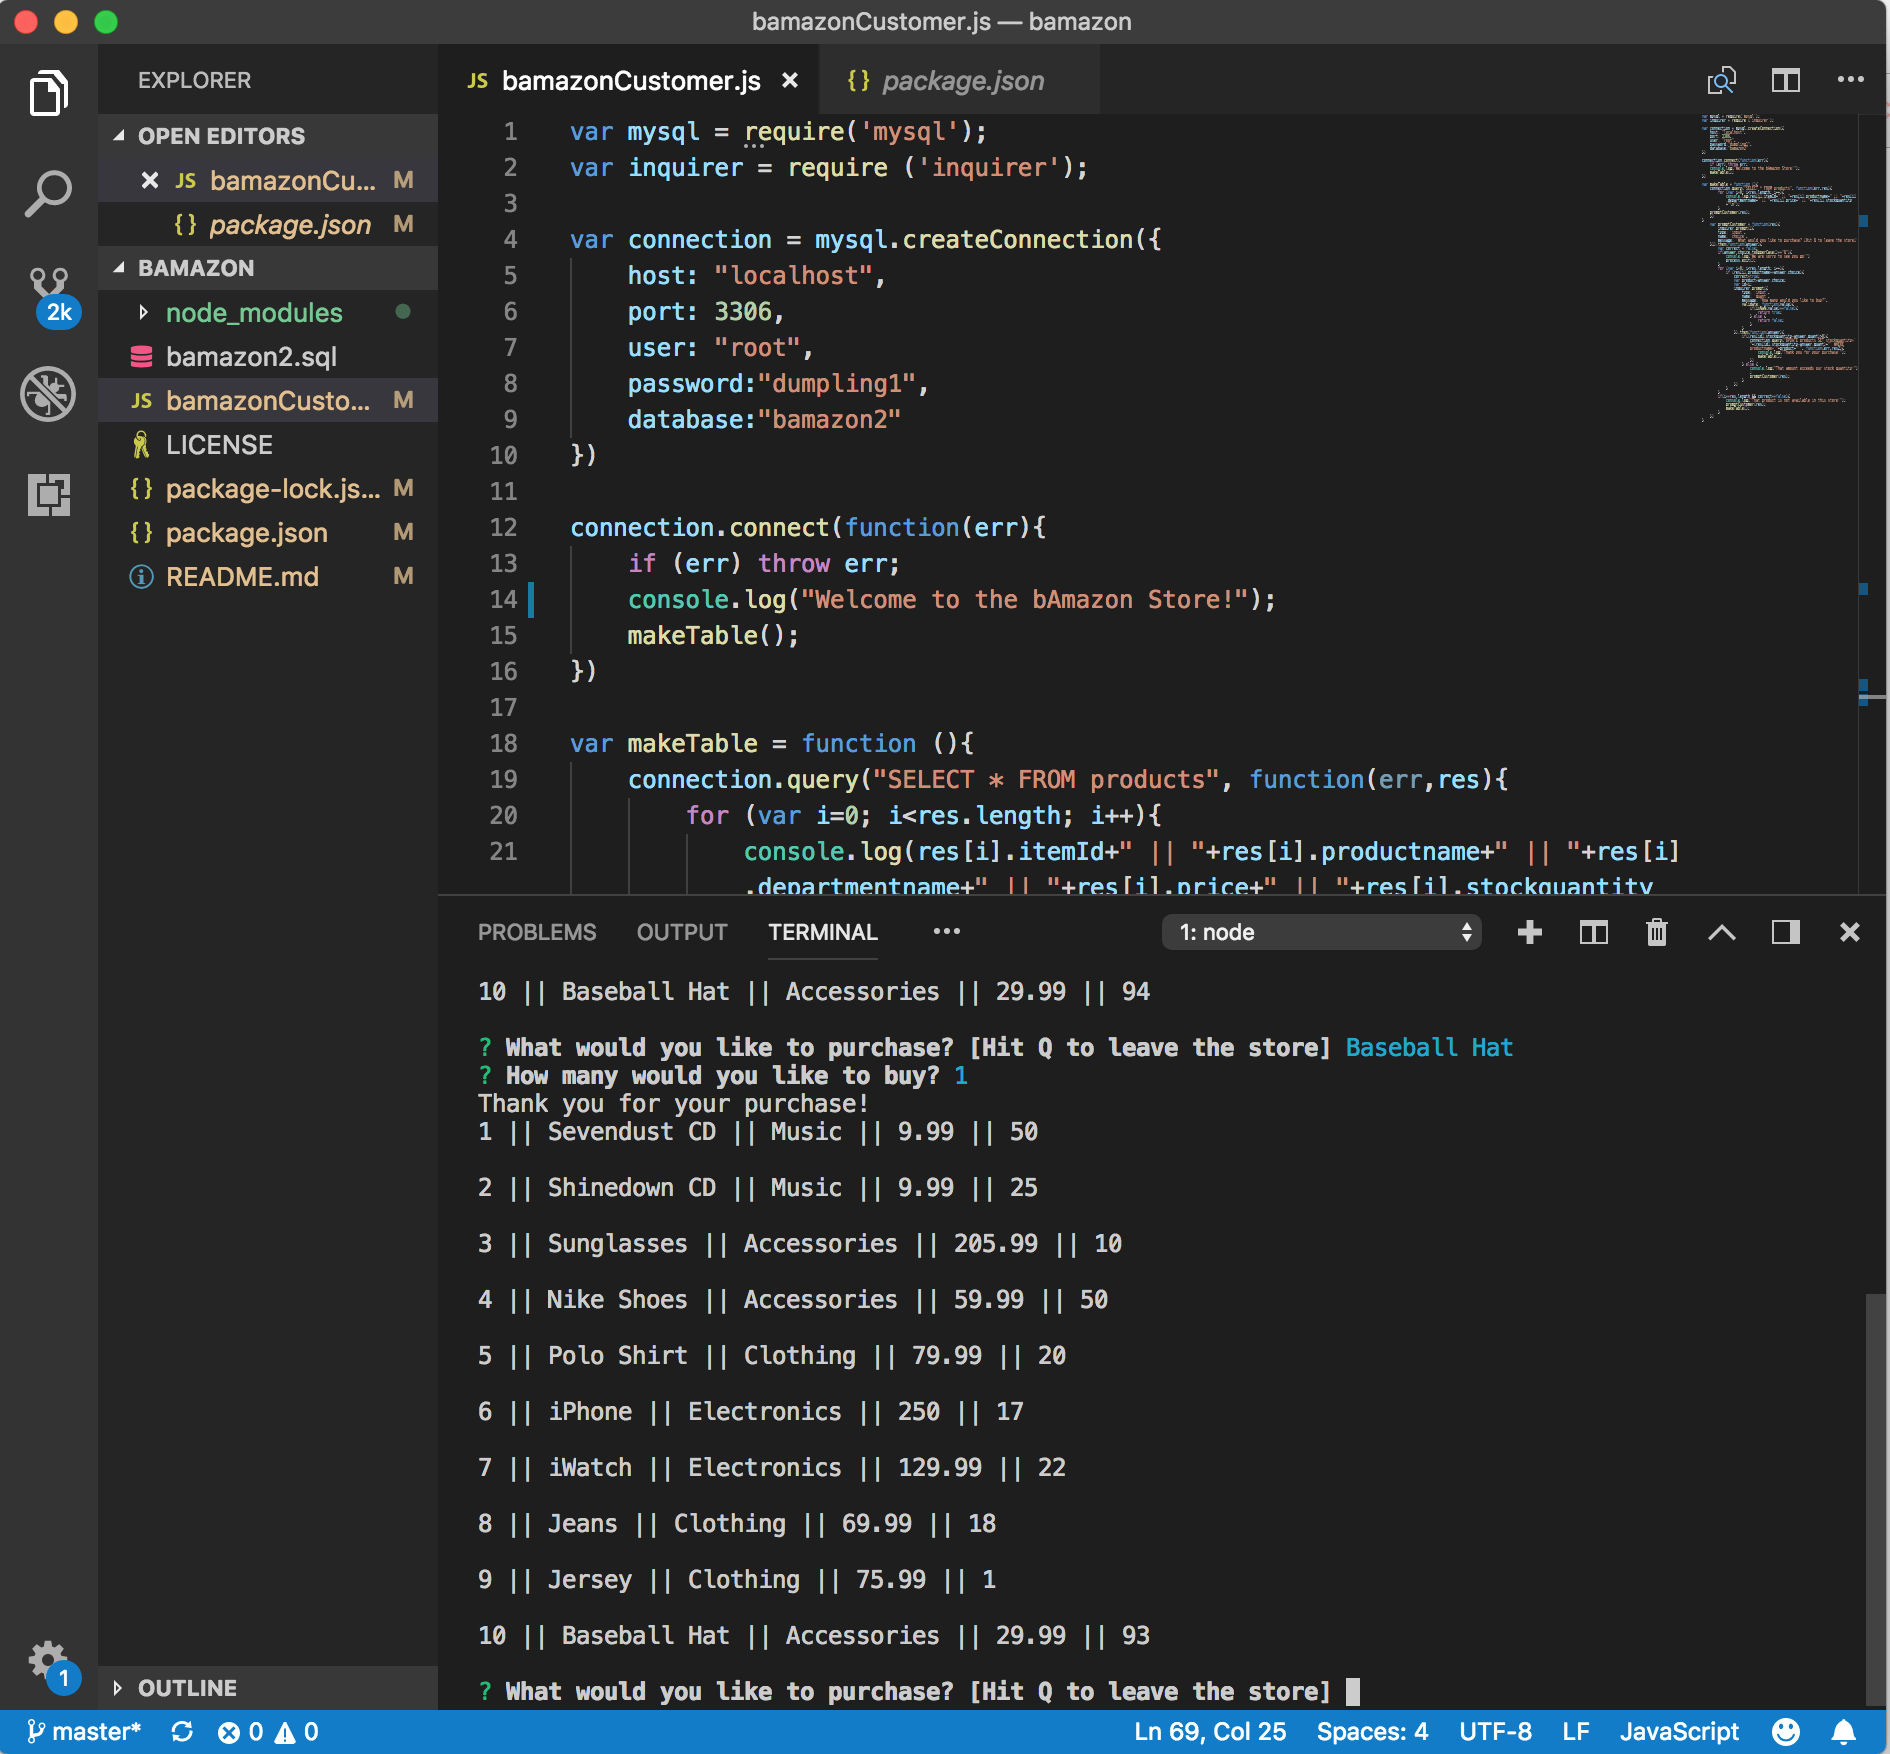 bamazonCustomer.js — bamazon
EXPLORER
OPEN EDITORS
JS bamazonCu... M
{} package.json M
BAMAZON
node_modules
bamazon2.sql
JS bamazonCusto... M
LICENSE
{} package-lock.js... M
{} package.json M
README.md M
OUTLINE
2k
1
JS bamazonCustomer.js ×
{} package.json
1 var mysql = require('mysql');
2 var inquirer = require ('inquirer');
3
4 var connection = mysql.createConnection({
5 host: "localhost",
6 port: 3306,
7 user: "root",
8 password:"dumpling1",
9 database:"bamazon2"
10 })
11
12 connection.connect(function(err){
13 if (err) throw err;
14 console.log("Welcome to the bAmazon Store!");
15 makeTable();
16 })
17
18 var makeTable = function (){
19 connection.query("SELECT * FROM products", function(err,res){
20 for (var i=0; i<res.length; i++){
21 console.log(res[i].itemId+" || "+res[i].productname+" || "+res[i]
.departmentname+" || "+res[i].price+" || "+res[i].stockquantity
PROBLEMS OUTPUT TERMINAL ••• 1: node
10 || Baseball Hat || Accessories || 29.99 || 94
? What would you like to purchase? [Hit Q to leave the store] Baseball Hat
? How many would you like to buy? 1
Thank you for your purchase!
1 || Sevendust CD || Music || 9.99 || 50
2 || Shinedown CD || Music || 9.99 || 25
3 || Sunglasses || Accessories || 205.99 || 10
4 || Nike Shoes || Accessories || 59.99 || 50
5 || Polo Shirt || Clothing || 79.99 || 20
6 || iPhone || Electronics || 250 || 17
7 || iWatch || Electronics || 129.99 || 22
8 || Jeans || Clothing || 69.99 || 18
9 || Jersey || Clothing || 75.99 || 1
10 || Baseball Hat || Accessories || 29.99 || 93
? What would you like to purchase? [Hit Q to leave the store]
master* 0 0 Ln 69, Col 25 Spaces: 4 UTF-8 LF JavaScript